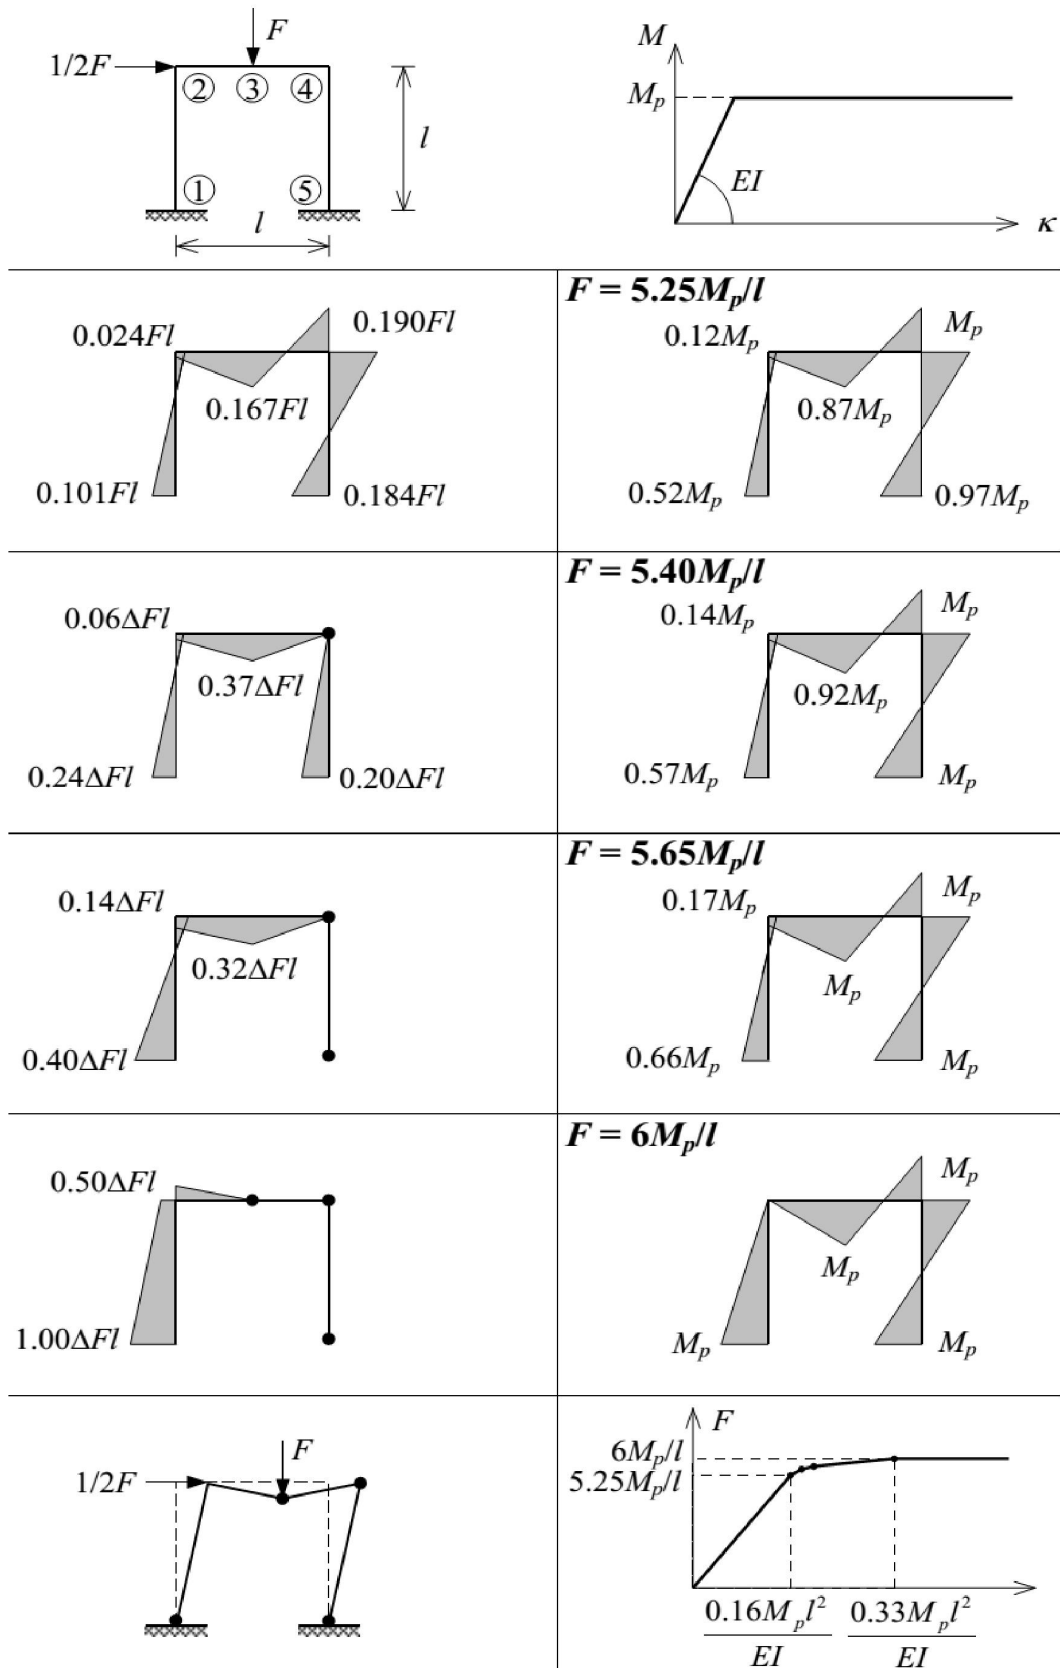 F
1/2F
② ③ ④
l
① ⑤
l
M
M_p
EI
κ
0.024Fl
0.190Fl
0.167Fl
0.101Fl
0.184Fl
F = 5.25M_p/l
0.12M_p
M_p
0.87M_p
0.52M_p
0.97M_p
0.06ΔFl
0.37ΔFl
0.24ΔFl
0.20ΔFl
F = 5.40M_p/l
0.14M_p
M_p
0.92M_p
0.57M_p
M_p
0.14ΔFl
0.32ΔFl
0.40ΔFl
F = 5.65M_p/l
0.17M_p
M_p
M_p
0.66M_p
M_p
0.50ΔFl
1.00ΔFl
F = 6M_p/l
M_p
M_p
M_p
M_p
F
1/2F
F
6M_p/l
5.25M_p/l
0.16M_p l²
EI
0.33M_p l²
EI